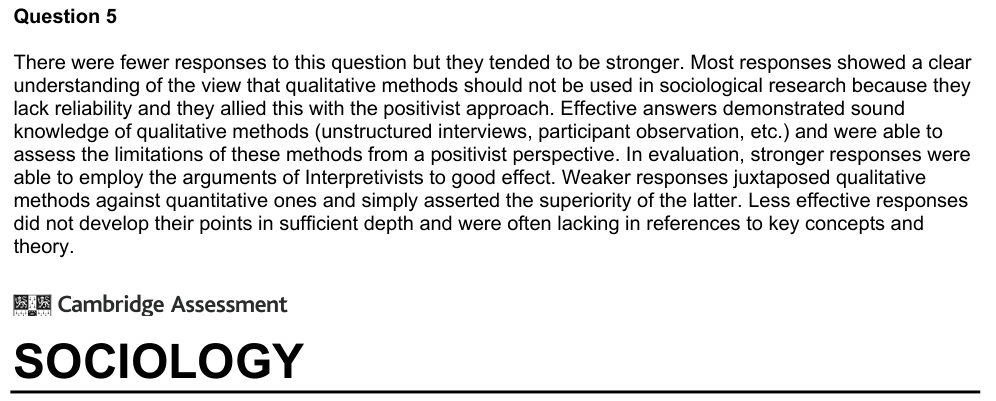 Question 5
There were fewer responses to this question but they tended to be stronger. Most responses showed a clear
understanding of the view that qualitative methods should not be used in sociological research because they
lack reliability and they allied this with the positivist approach. Effective answers demonstrated sound
knowledge of qualitative methods (unstructured interviews, participant observation, etc.) and were able to
assess the limitations of these methods from a positivist perspective. In evaluation, stronger responses were
able to employ the arguments of Interpretivists to good effect. Weaker responses juxtaposed qualitative
methods against quantitative ones and simply asserted the superiority of the latter. Less effective responses
did not develop their points in sufficient depth and were often lacking in references to key concepts and
theory.
Cambridge Assessment
SOCIOLOGY